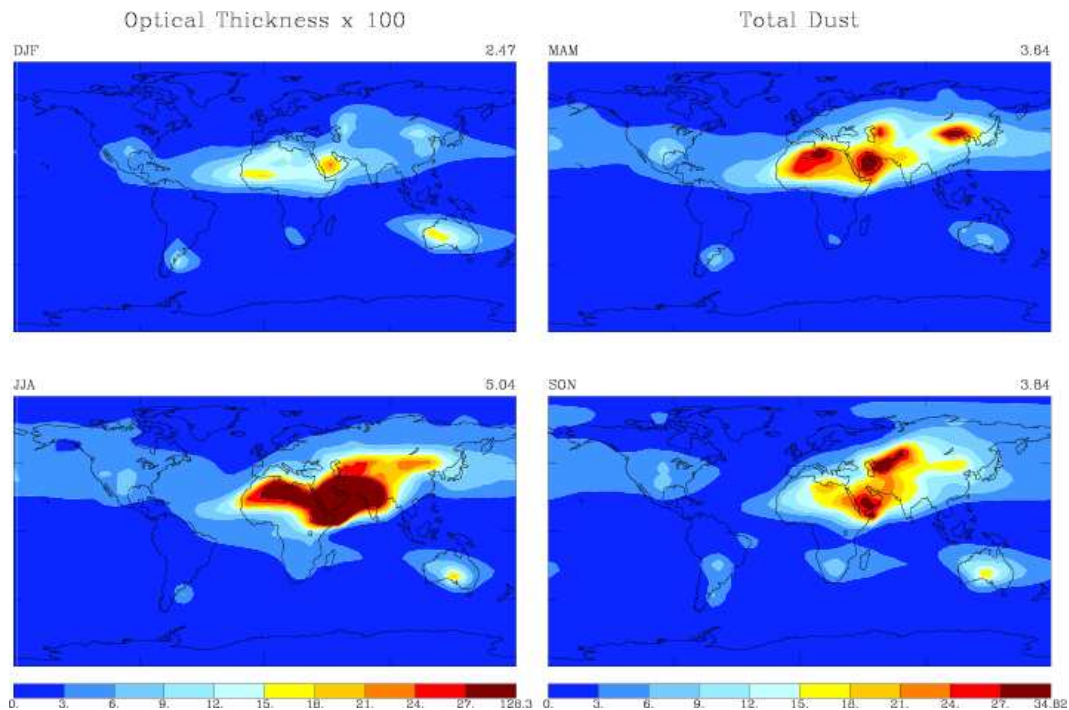 Optical Thickness x 100
Total Dust
DJF 2.47
MAM 3.64
JJA 5.04
SON 3.84
0. 3. 6. 9. 12. 15. 18. 21. 24. 27. 128.3
0. 3. 6. 9. 12. 15. 18. 21. 24. 27. 34.82